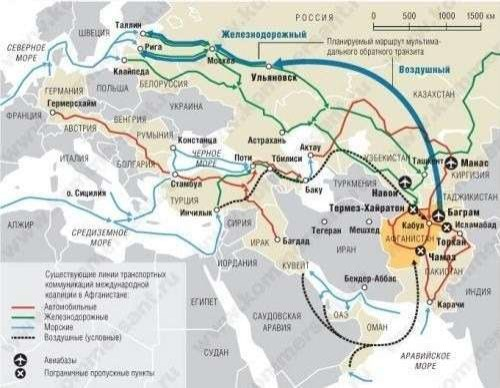 РОССИЯ
0 500 1000 1500
километров
СЕВЕРНОЕ
МОРЕ
ШВЕЦИЯ
Таллин
Рига
Клайпеда
Москва
Железнодорожный
Планируемый маршрут мультимо-
дального обратного транзита
Ульяновск
Воздушный
КАЗАХСТАН
БЕЛОРУССИЯ
ПОЛЬША
ГЕРМАНИЯ
Гермерсхайм
ФРАНЦИЯ
АВСТРИЯ
УКРАИНА
ВЕНГРИЯ
РУМЫНИЯ
Констанца
ИТАЛИЯ
БОЛГАРИЯ
ЧЕРНОЕ
МОРЕ
Астрахань
Актау
Поти
Тбилиси
Баку
УЗБЕКИСТАН
Ташкент
Манас
КИРГИЗИЯ
ТАДЖИКИСТАН
ТУРКМЕНИЯ
Навои
Термез-Хайратон
Баграм
Кабул
Исламабад
АФГАНИСТАН
Торкан
Чаман
ПАКИСТАН
Карачи
ИНДИЯ
о. Сицилия
Стамбул
ТУРЦИЯ
Инчирлык
СИРИЯ
ИРАК
Багдад
Тегеран
Мешхед
ИРАН
АЛЖИР
СРЕДИЗЕМНОЕ
МОРЕ
ИОРДАНИЯ
КУВЕЙТ
Бендер-Аббас
ЕГИПЕТ
САУДОВСКАЯ
АРАВИЯ
ОАЭ
ОМАН
СУДАН
АРАВИЙСКОЕ МОРЕ
Существующие линии транспортных
коммуникаций международной
коалиции в Афганистане:
Автомобильные
Железнодорожные
Морские
Воздушные (условные)
Авиабазы
Пограничные пропускные пункты